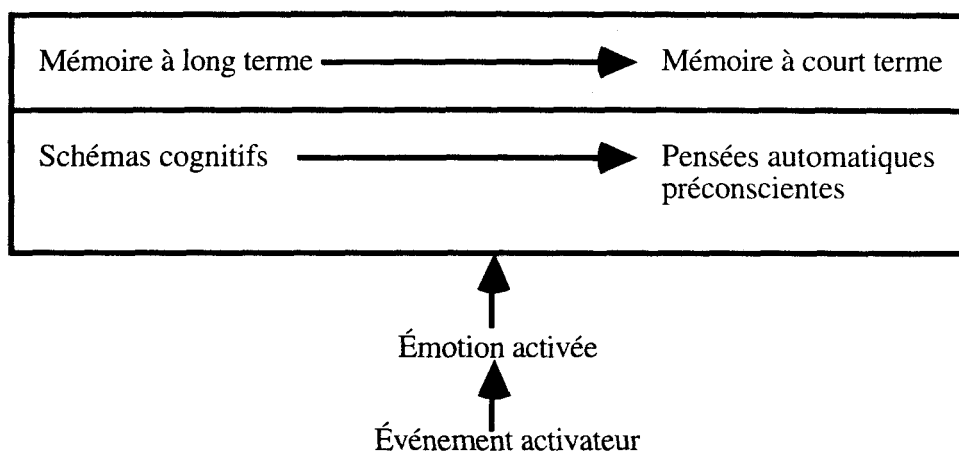 Mémoire à long terme
Mémoire à court terme
Schémas cognitifs
Pensées automatiques
préconscientes
Émotion activée
Événement activateur